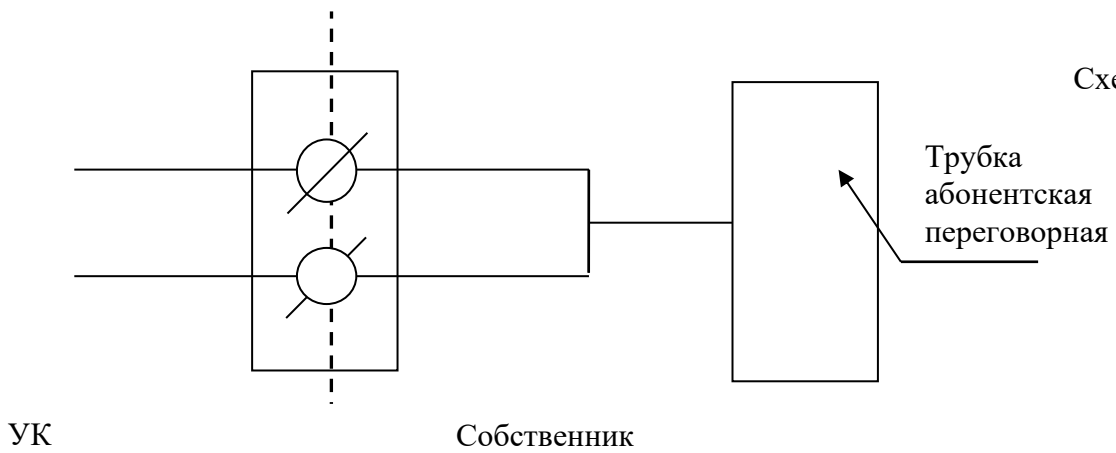 Схе
Трубка
абонентская
переговорная
УК
Собственник